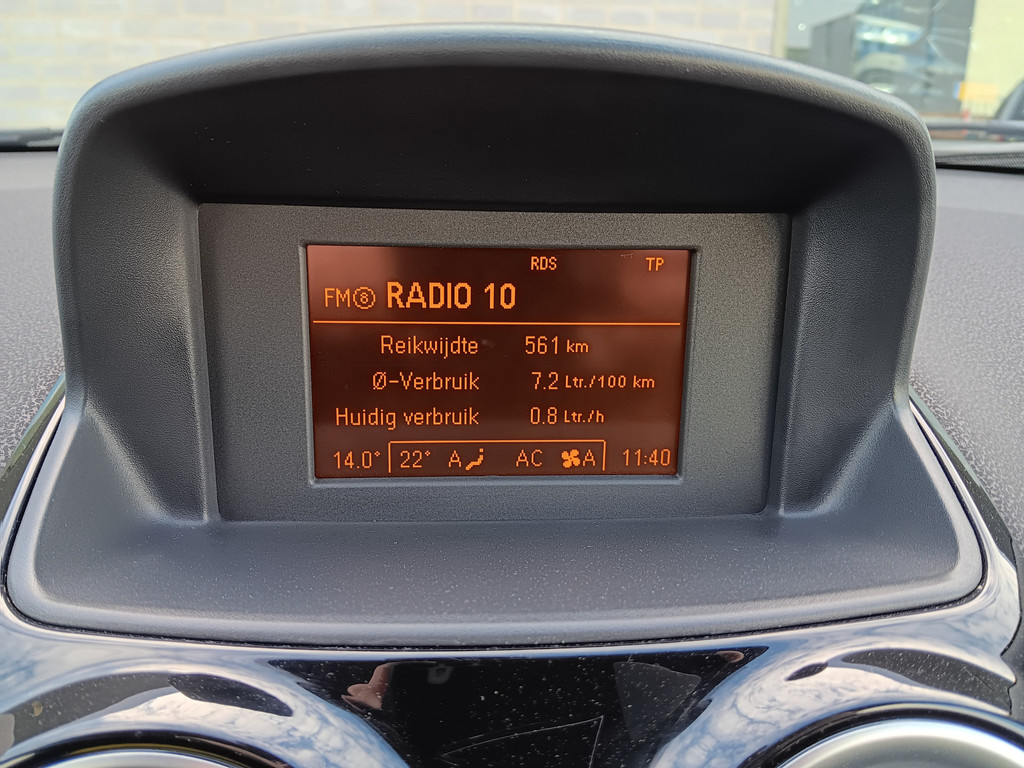 RDS TP
FM⑧ RADIO 10
Reikwijdte 561 km
Ø-Verbruik 7.2 Ltr./100 km
Huidig verbruik 0.8 Ltr./h
14.0° 22° A AC A 11:40